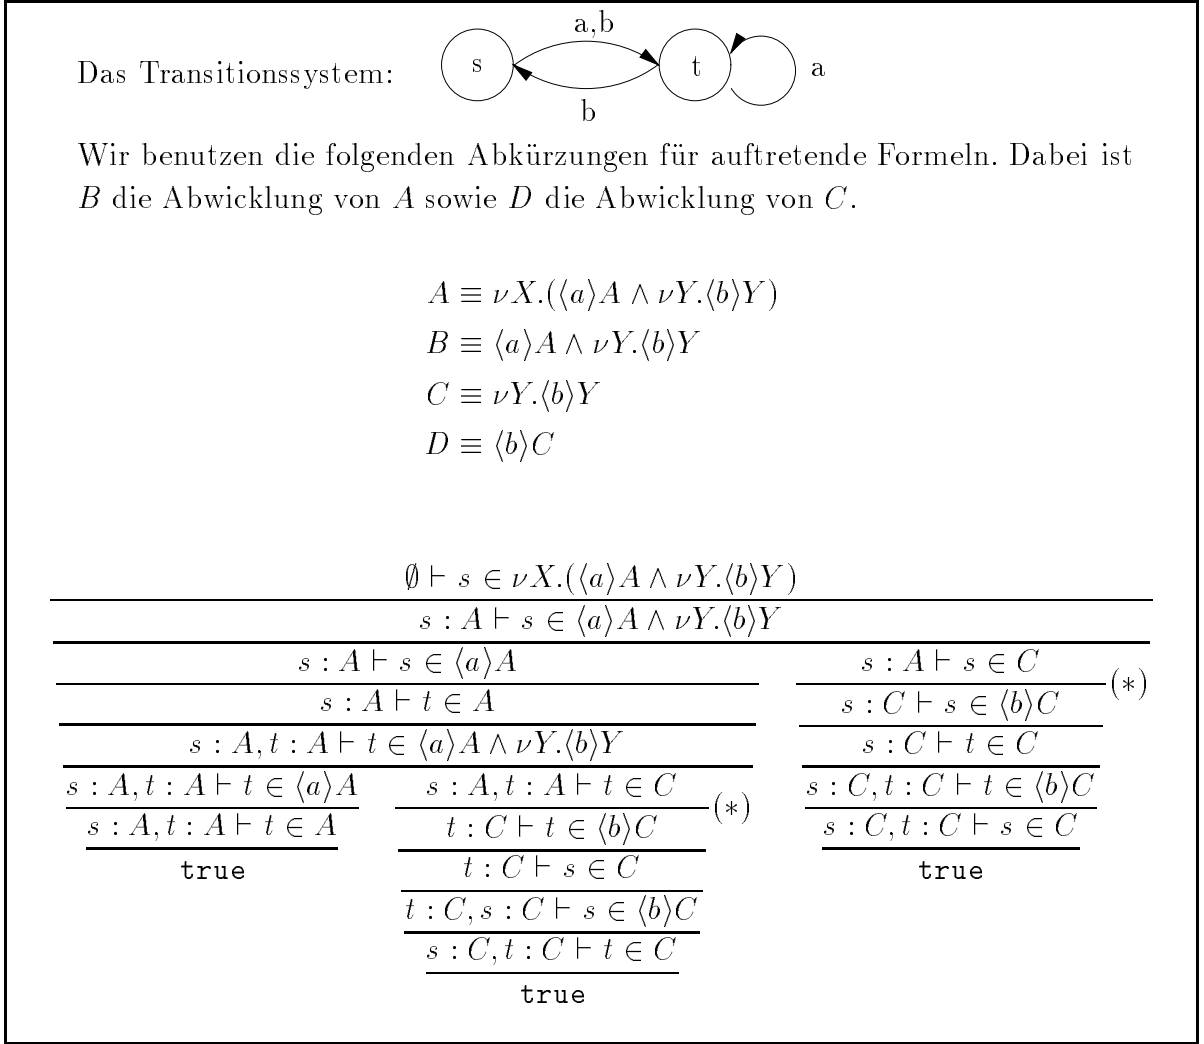 a,b
Das Transitionssystem: s t a
b
Wir benutzen die folgenden Abkürzungen für auftretende Formeln. Dabei ist
B die Abwicklung von A sowie D die Abwicklung von C.
A ≡ νX.(⟨a⟩A ∧ νY.⟨b⟩Y)
B ≡ ⟨a⟩A ∧ νY.⟨b⟩Y
C ≡ νY.⟨b⟩Y
D ≡ ⟨b⟩C
∅ ⊢ s ∈ νX.(⟨a⟩A ∧ νY.⟨b⟩Y)
s : A ⊢ s ∈ ⟨a⟩A ∧ νY.⟨b⟩Y
s : A ⊢ s ∈ ⟨a⟩A
s : A ⊢ t ∈ A
s : A, t : A ⊢ t ∈ ⟨a⟩A ∧ νY.⟨b⟩Y
s : A, t : A ⊢ t ∈ ⟨a⟩A
s : A, t : A ⊢ t ∈ A
true
s : A, t : A ⊢ t ∈ C
(∗)
t : C ⊢ t ∈ ⟨b⟩C
t : C ⊢ s ∈ C
t : C, s : C ⊢ s ∈ ⟨b⟩C
s : C, t : C ⊢ t ∈ C
true
s : A ⊢ s ∈ C
(∗)
s : C ⊢ s ∈ ⟨b⟩C
s : C ⊢ t ∈ C
s : C, t : C ⊢ t ∈ ⟨b⟩C
s : C, t : C ⊢ s ∈ C
true